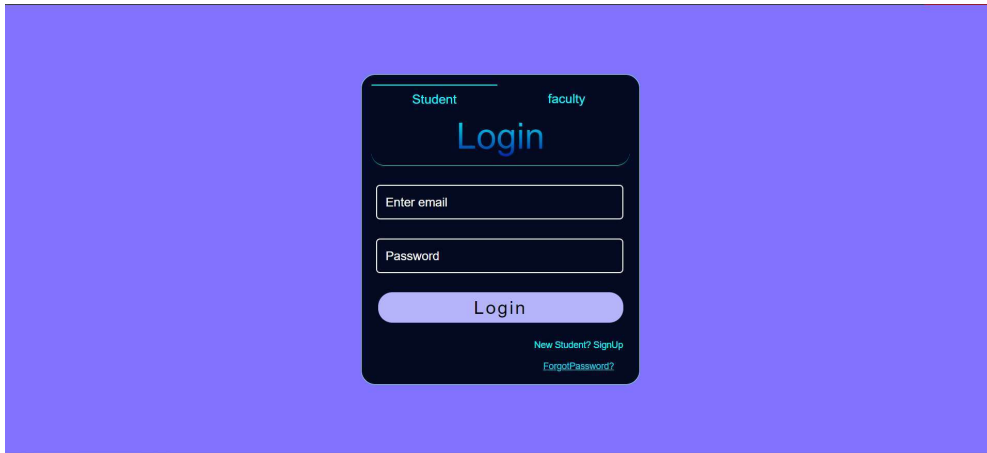 Student faculty
Login
Enter email
Password
Login
New Student? SignUp
ForgotPassword?